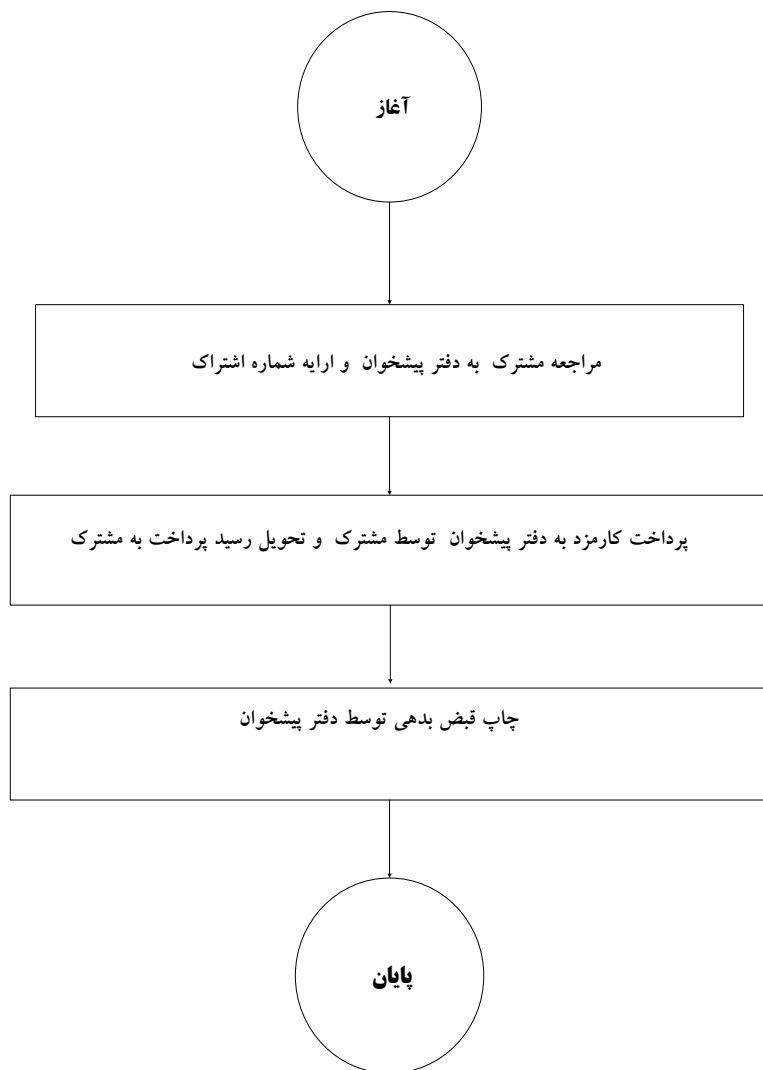 آغاز
مراجعه مشترک به دفتر پیشخوان و ارایه شماره اشتراک
پرداخت کارمزد به دفتر پیشخوان توسط مشترک و تحویل رسید پرداخت به مشترک
چاپ قبض بدهی توسط دفتر پیشخوان
پایان